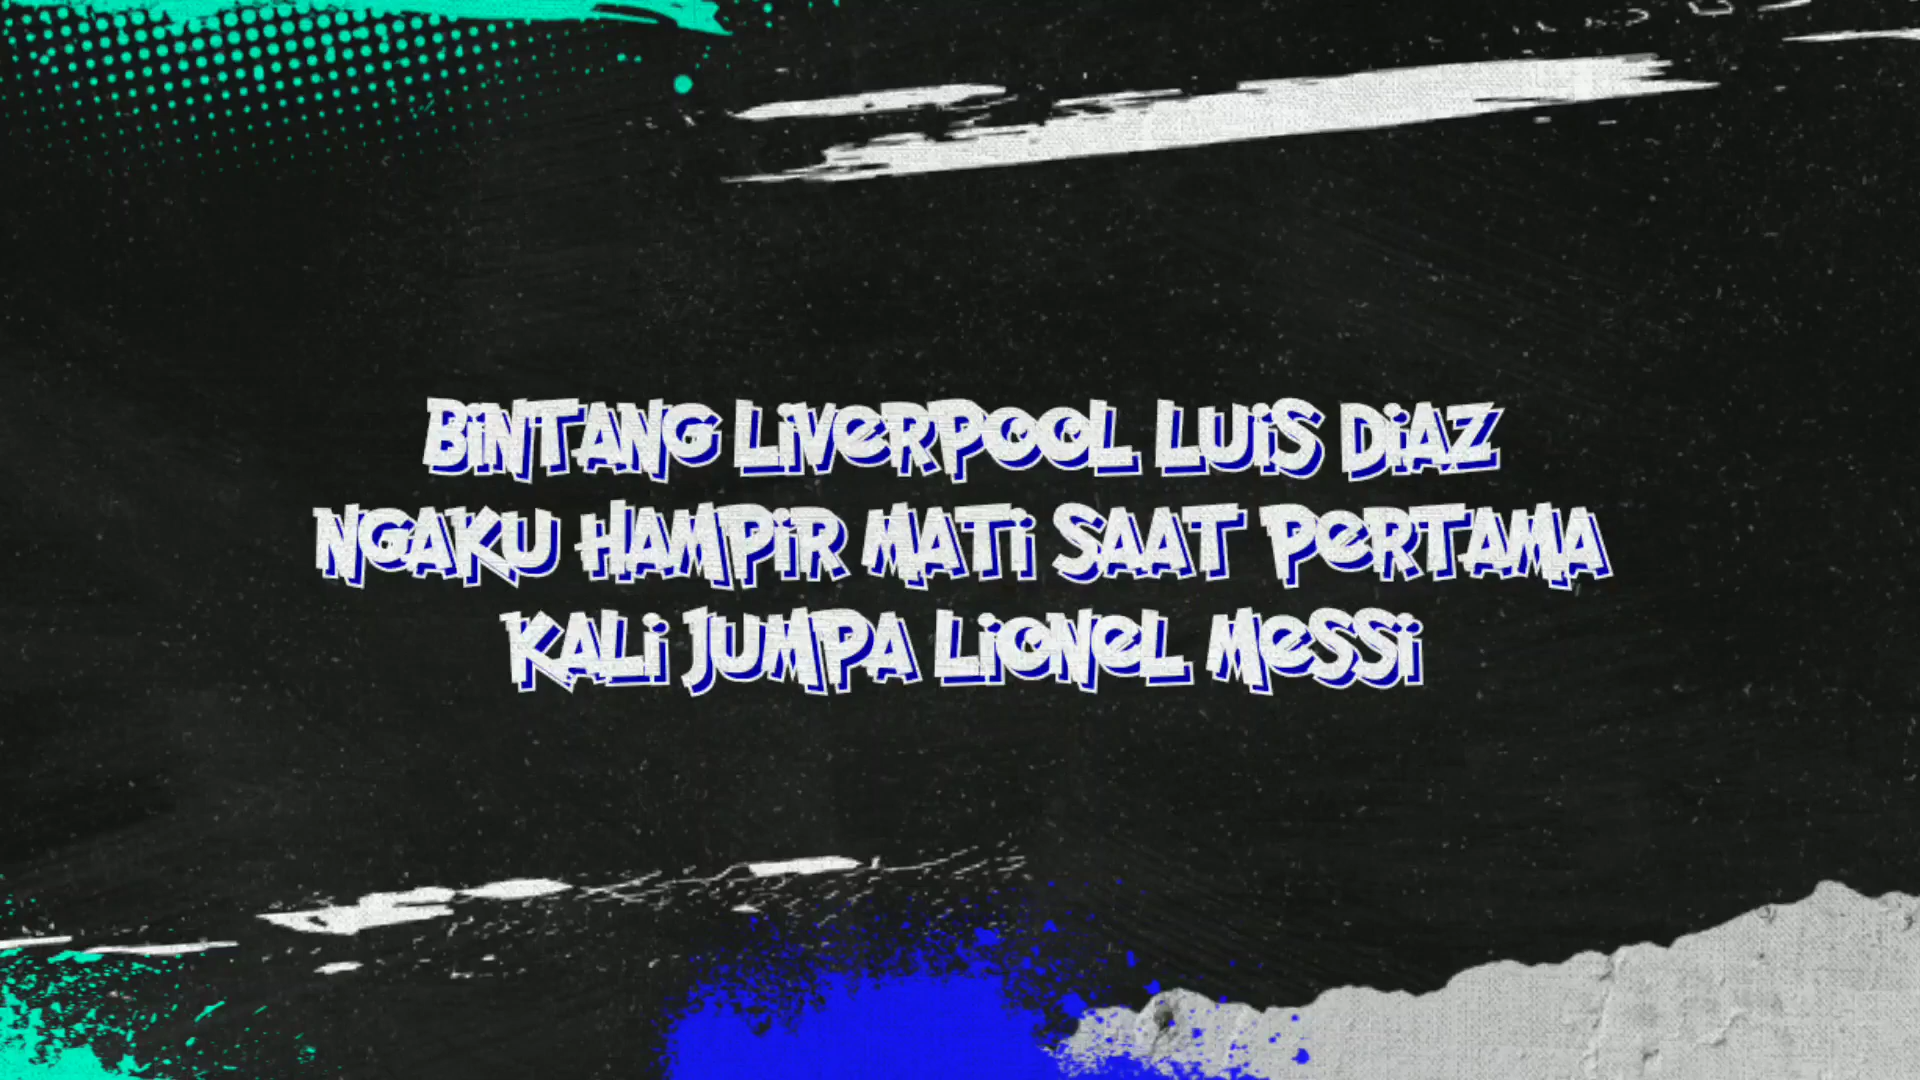 BINTANG LIVERPOOL LUIS DIAZ
NGAKU HAMPIR MATI SAAT PERTAMA
KALI JUMPA LIONEL MESSI